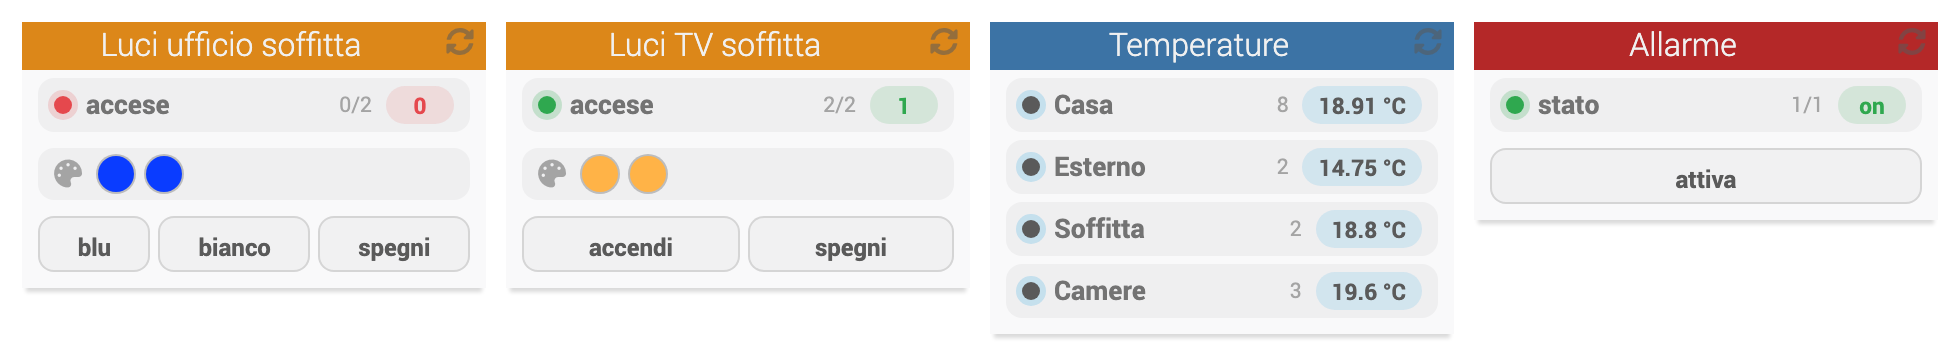 Luci ufficio soffitta
accese 0/2 0
blu bianco spegni
Luci TV soffitta
accese 2/2 1
accendi spegni
Temperature
Casa 8 18.91 °C
Esterno 2 14.75 °C
Soffitta 2 18.8 °C
Camere 3 19.6 °C
Allarme
stato 1/1 on
attiva